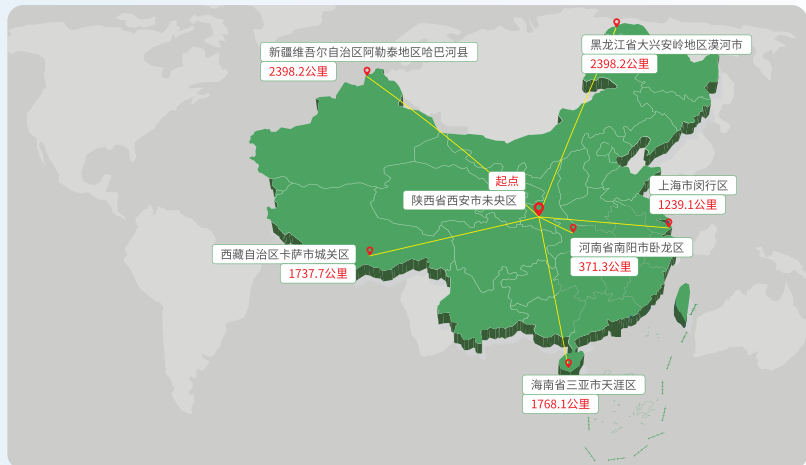 新疆维吾尔自治区阿勒泰地区哈巴河县
2398.2公里
黑龙江省大兴安岭地区漠河市
2398.2公里
起点
陕西省西安市未央区
上海市闵行区
1239.1公里
西藏自治区卡萨市城关区
1737.7公里
河南省南阳市卧龙区
371.3公里
海南省三亚市天涯区
1768.1公里